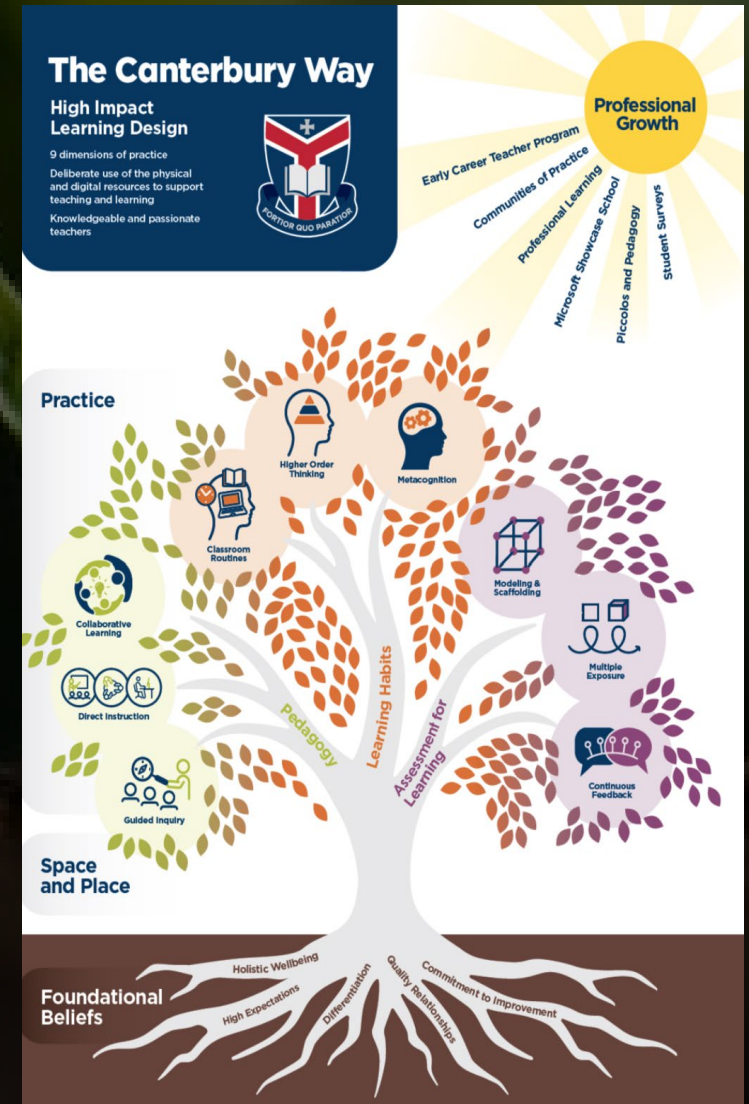 The Canterbury Way
High Impact
Learning Design
9 dimensions of practice
Deliberate use of the physical
and digital resources to support
teaching and learning
Knowledgeable and passionate
teachers
FORTIOR QUO PARATIOR
Professional
Growth
Early Career Teacher Program
Communities of Practice
Professional Learning
Microsoft Showcase School
Piccolos and Pedagogy
Student Surveys
Practice
Higher Order
Thinking
Metacognition
Classroom
Routines
Modeling &
Scaffolding
Collaborative
Learning
Multiple
Exposure
Direct Instruction
Continuous
Feedback
Guided Inquiry
Pedagogy
Learning Habits
Assessment for
Learning
Space
and Place
Foundational
Beliefs
Holistic Wellbeing
High Expectations
Differentiation
Quality Relationships
Commitment to Improvement